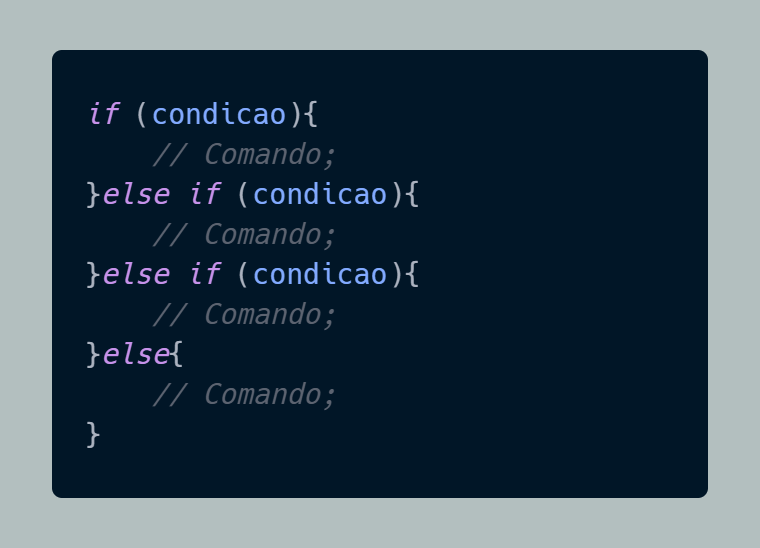 if (condicao){
    // Comando;
}else if (condicao){
    // Comando;
}else if (condicao){
    // Comando;
}else{
    // Comando;
}